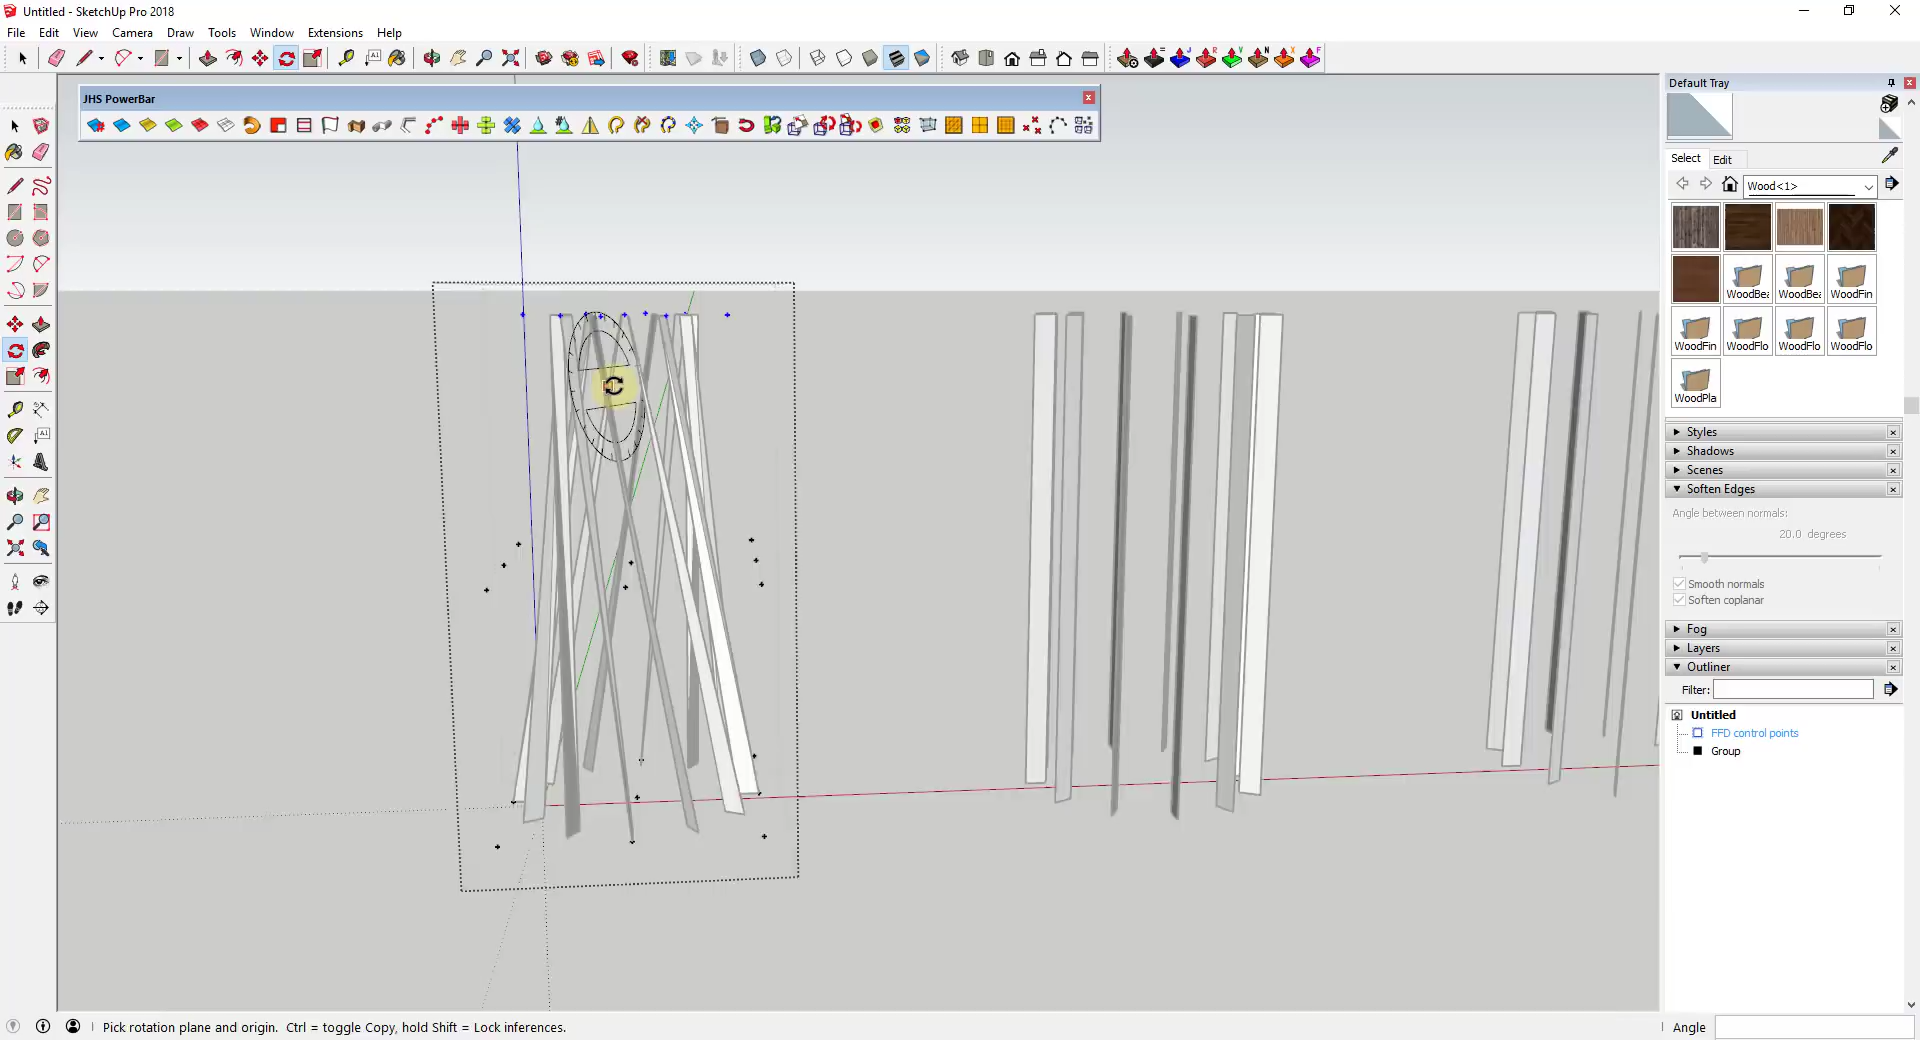 Untitled - SketchUp Pro 2018
File Edit View Camera Draw Tools Window Extensions Help
JHS PowerBar
Default Tray
Select Edit
Wood<1>
WoodBea WoodBea WoodFin
WoodFin WoodFlo WoodFlo WoodFlo
WoodPla
Styles
Shadows
Scenes
Soften Edges
Angle between normals:
20.0 degrees
Smooth normals
Soften coplanar
Fog
Layers
Outliner
Filter:
Untitled
FFD control points
Group
Pick rotation plane and origin. Ctrl = toggle Copy, hold Shift = Lock inferences.
Angle